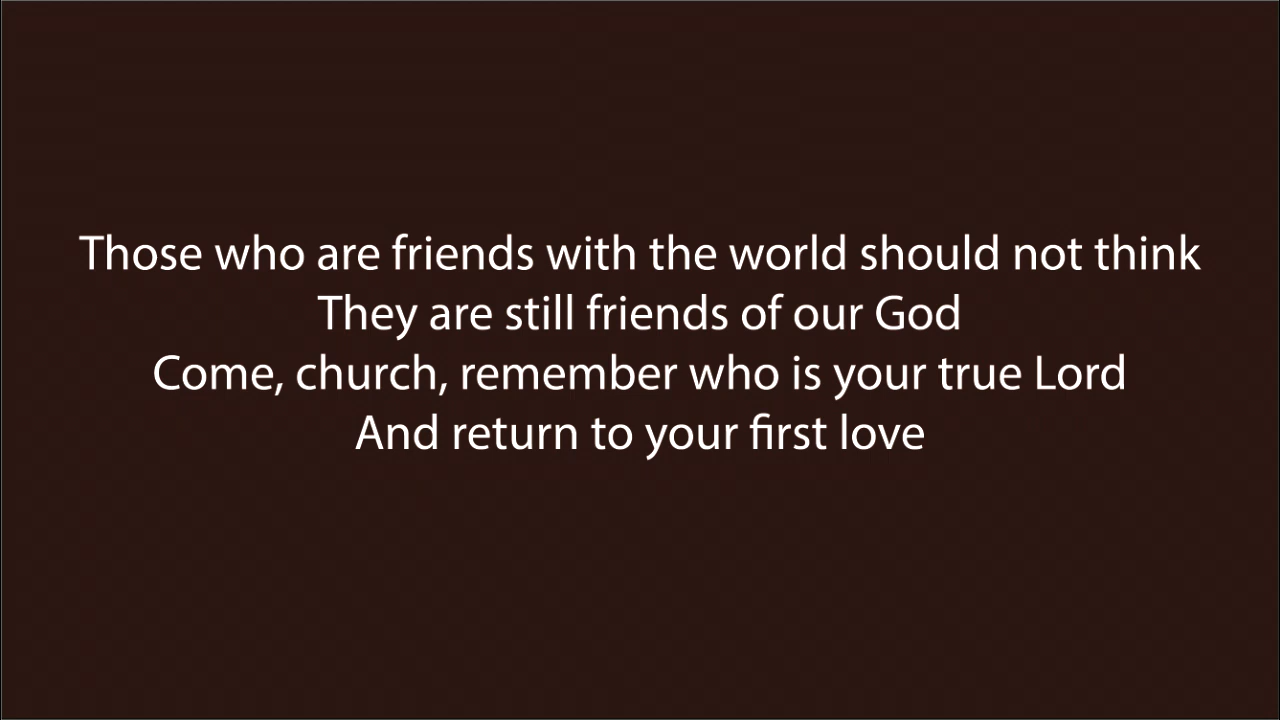 Those who are friends with the world should not think
They are still friends of our God
Come, church, remember who is your true Lord
And return to your first love